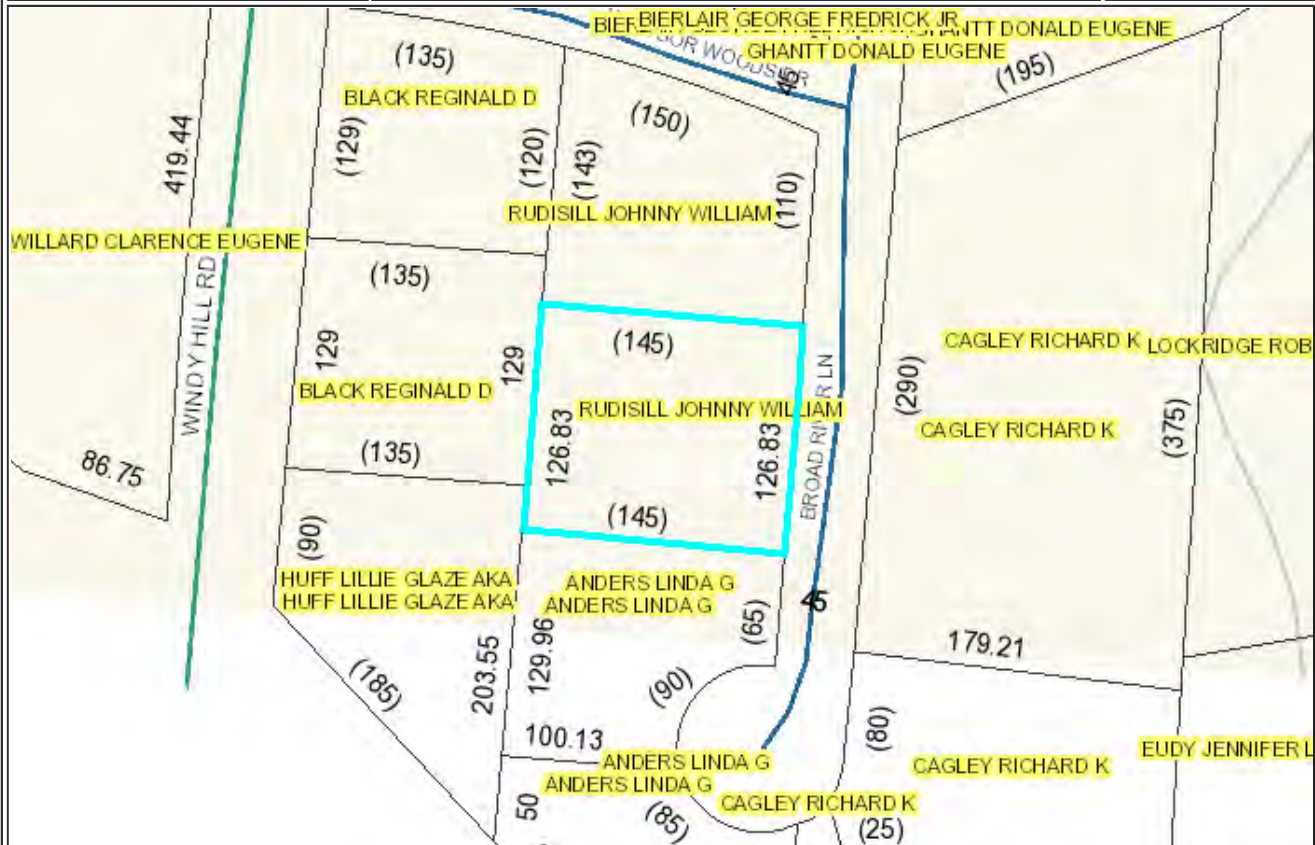 BIERLAIR GEORGE FREDRICK JR
GHANTT DONALD EUGENE
GHANTT DONALD EUGENE
WOODS DR
45
(135)
BLACK REGINALD D
(195)
(150)
419.44
(129)
(120)
(143)
(110)
RUDISILL JOHNNY WILLIAM
WILLARD CLARENCE EUGENE
(135)
WINDY HILL RD
129
129
(145)
CAGLEY RICHARD K
LOCKRIDGE ROB
BLACK REGINALD D
RUDISILL JOHNNY WILLIAM
(290)
CAGLEY RICHARD K
(375)
BROAD RIVER LN
86.75
(135)
126.83
126.83
(145)
(90)
HUFF LILLIE GLAZE AKA
HUFF LILLIE GLAZE AKA
ANDERS LINDA G
ANDERS LINDA G
45
(65)
179.21
(185)
203.55
129.96
(90)
100.13
(80)
ANDERS LINDA G
ANDERS LINDA G
CAGLEY RICHARD K
EUDY JENNIFER L
CAGLEY RICHARD K
50
(85)
(25)